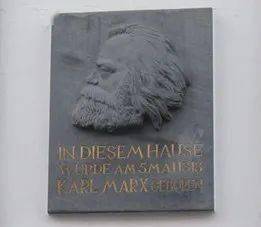 IN DIESEM HAUSE
WURDE AM 5.MAI 1818
KARL MARX GEBOREN